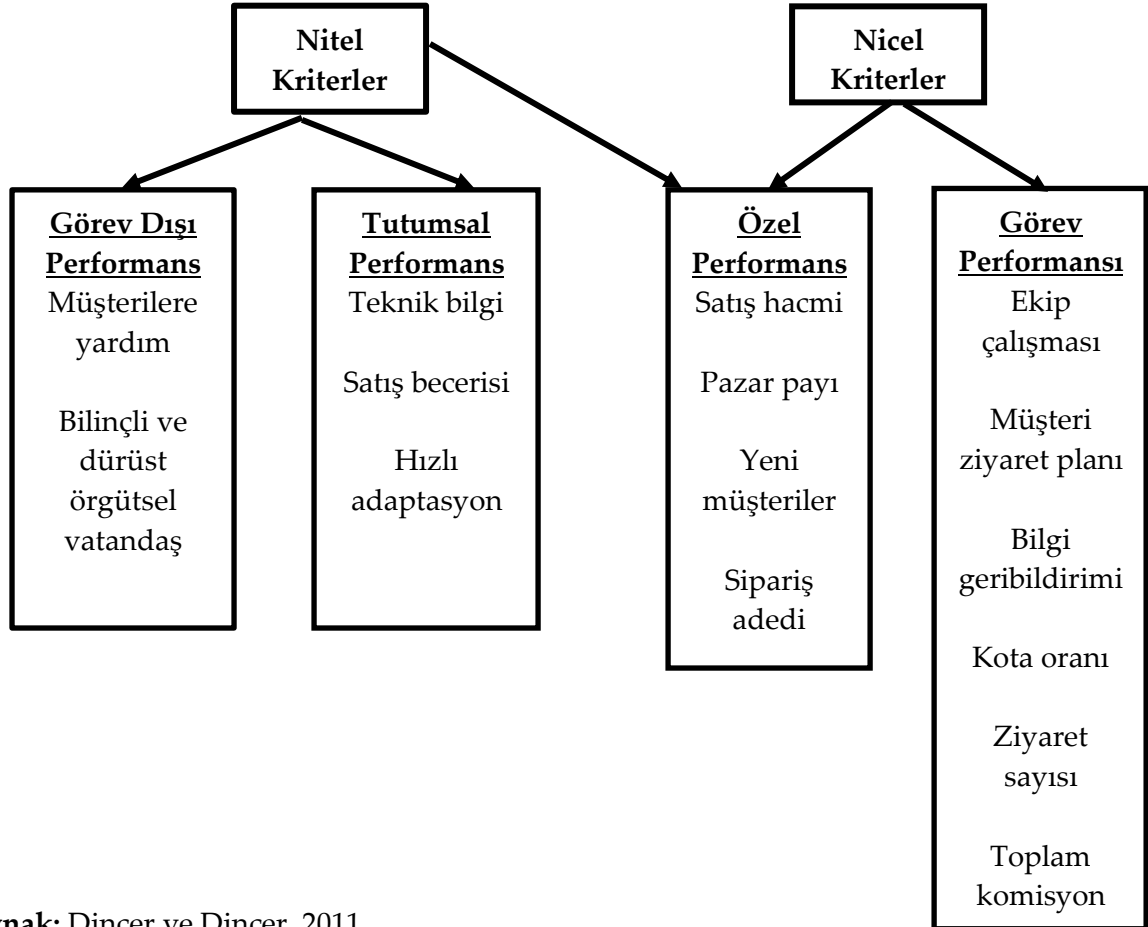 Nitel
Kriterler
Nicel
Kriterler
Görev Dışı
Performans
Müşterilere
yardım
Bilinçli ve
dürüst
örgütsel
vatandaş
Tutumsal
Performans
Teknik bilgi
Satış becerisi
Hızlı
adaptasyon
Özel
Performans
Satış hacmi
Pazar payı
Yeni
müşteriler
Sipariş
adedi
Görev
Performansı
Ekip
çalışması
Müşteri
ziyaret planı
Bilgi
geribildirimi
Kota oranı
Ziyaret
sayısı
Toplam
komisyon
ve Dinçer, 2011